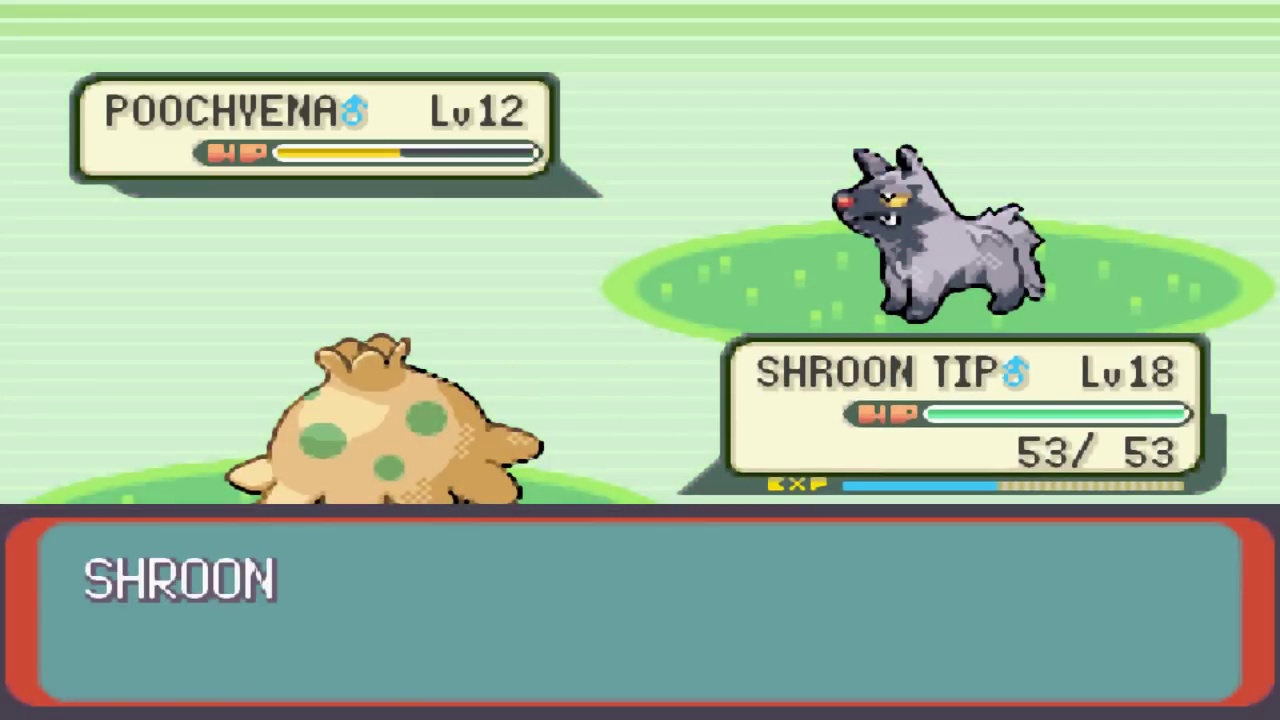 POOCHYENA♂ Lv12
HP
SHROON TIP♂ Lv18
HP
53/ 53
EXP
SHROON